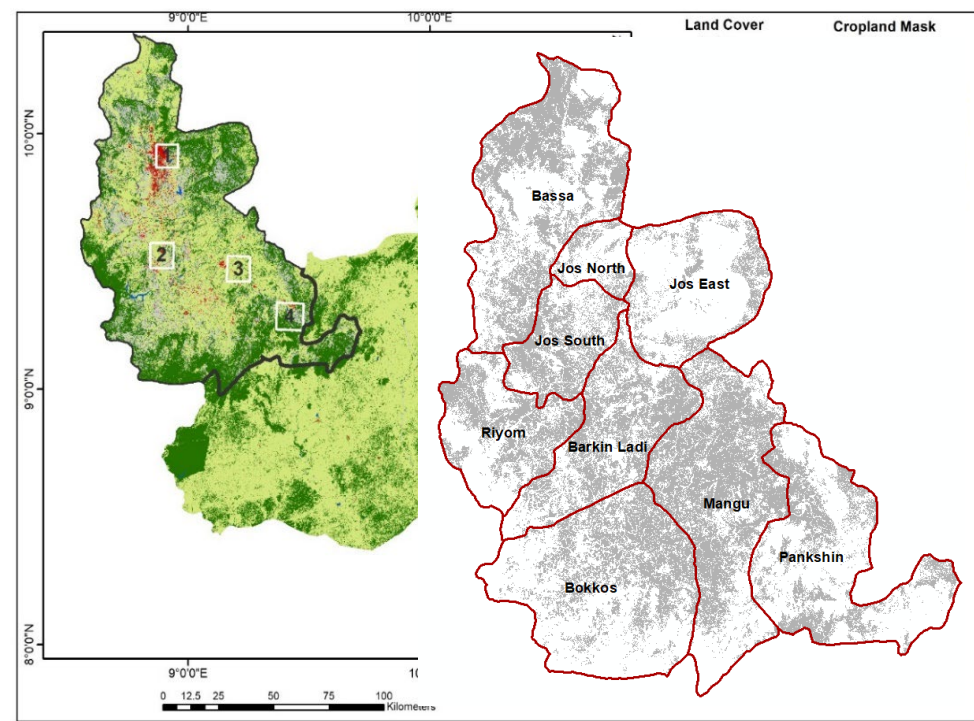 9°0'0"E
10°0'0"E
Land Cover
Cropland Mask
10°0'0"N
1
Bassa
2
3
Jos North
Jos East
4
Jos South
9°0'0"N
Riyom
Barkin Ladi
Mangu
Pankshin
Bokkos
8°0'0"N
9°0'0"E
0 12.5 25 50 75 100
Kilometers